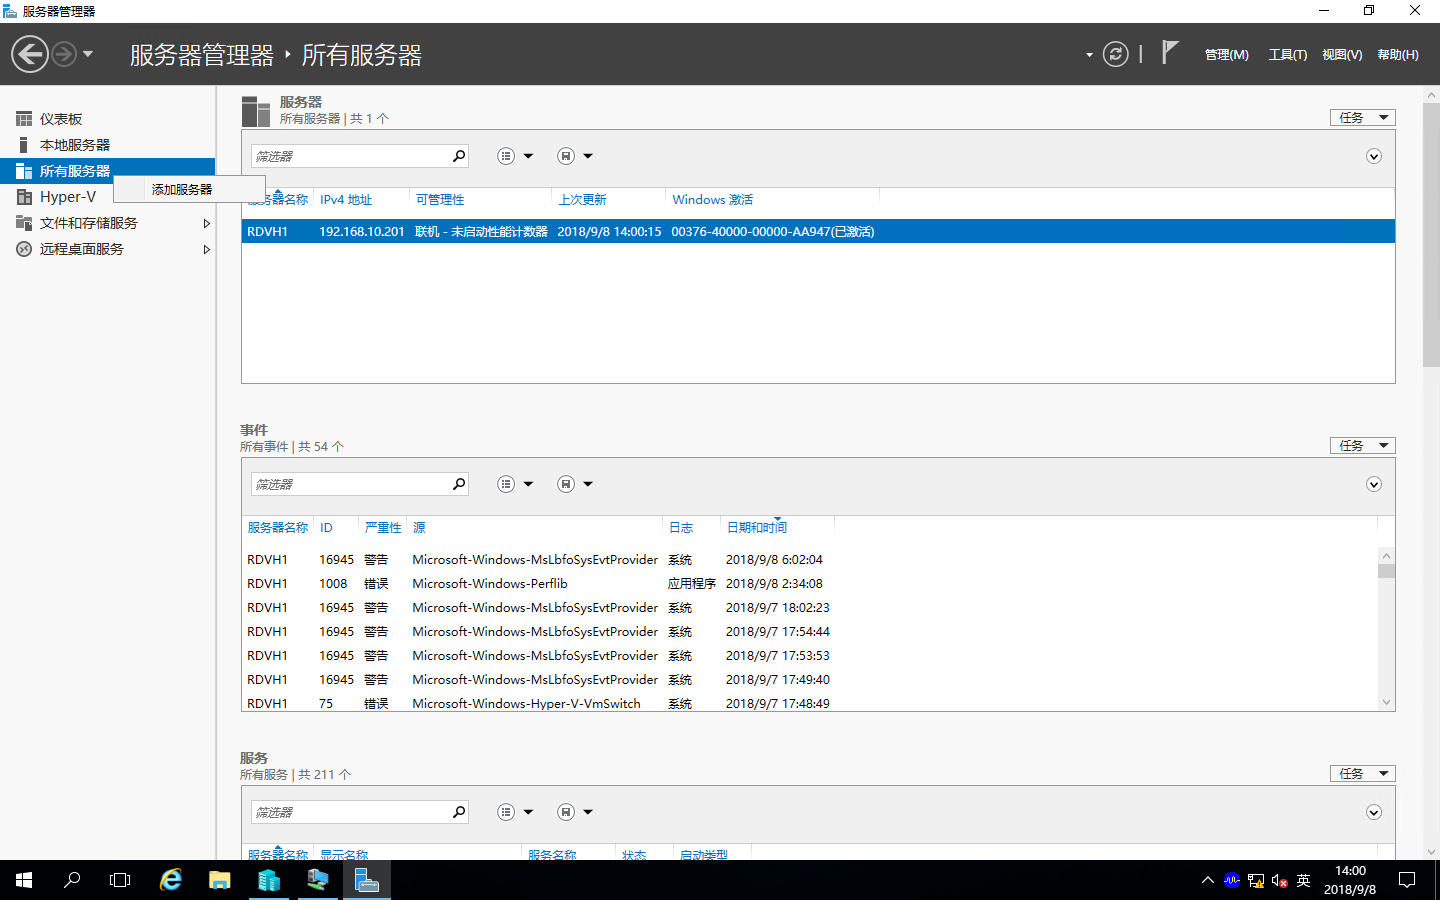 服务器管理器
服务器管理器 · 所有服务器
管理(M) 工具(T) 视图(V) 帮助(H)
仪表板
本地服务器
所有服务器
Hyper-V
文件和存储服务
远程桌面服务
添加服务器
服务器
所有服务器 | 共 1 个
任务
筛选器
服务器名称 IPv4 地址 可管理性 上次更新 Windows 激活
RDVH1 192.168.10.201 联机 - 未启动性能计数器 2018/9/8 14:00:15 00376-40000-00000-AA947(已激活)
事件
所有事件 | 共 54 个
任务
筛选器
服务器名称 ID 严重性 源 日志 日期和时间
RDVH1 16945 警告 Microsoft-Windows-MsLbfoSysEvtProvider 系统 2018/9/8 6:02:04
RDVH1 1008 错误 Microsoft-Windows-Perflib 应用程序 2018/9/8 2:34:08
RDVH1 16945 警告 Microsoft-Windows-MsLbfoSysEvtProvider 系统 2018/9/7 18:02:23
RDVH1 16945 警告 Microsoft-Windows-MsLbfoSysEvtProvider 系统 2018/9/7 17:54:44
RDVH1 16945 警告 Microsoft-Windows-MsLbfoSysEvtProvider 系统 2018/9/7 17:53:53
RDVH1 16945 警告 Microsoft-Windows-MsLbfoSysEvtProvider 系统 2018/9/7 17:49:40
RDVH1 75 错误 Microsoft-Windows-Hyper-V-VmSwitch 系统 2018/9/7 17:48:49
服务
所有服务 | 共 211 个
任务
筛选器
服务器名称 显示名称 服务名称 状态 启动类型
英
14:00
2018/9/8